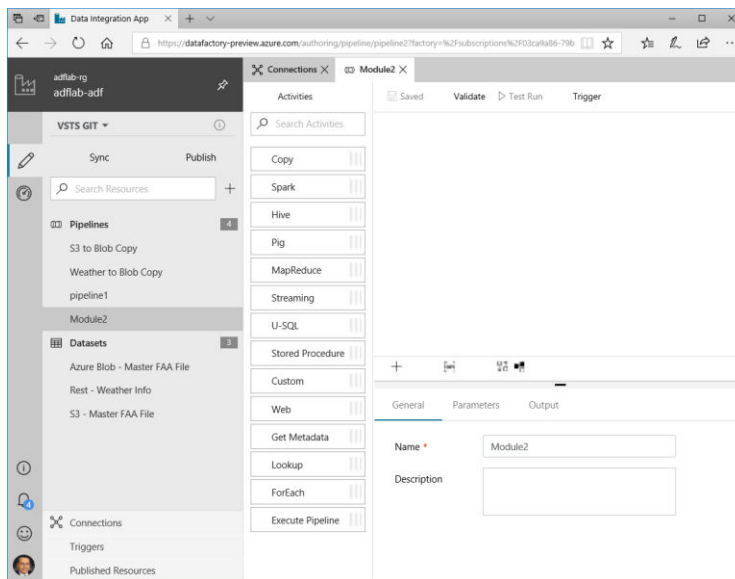 Data Integration App
https://datafactory-preview.azure.com/authoring/pipeline/pipeline2?factory=%2Fsubscriptions%2F03ca9a86-79b
adflab-rg
adflab-adf
VSTS GIT
Sync Publish
Search Resources
Pipelines 4
S3 to Blob Copy
Weather to Blob Copy
pipeline1
Module2
Datasets 3
Azure Blob - Master FAA File
Rest - Weather Info
S3 - Master FAA File
4
Connections
Triggers
Published Resources
Connections Module2
Activities
Search Activities
Copy
Spark
Hive
Pig
MapReduce
Streaming
U-SQL
Stored Procedure
Custom
Web
Get Metadata
Lookup
ForEach
Execute Pipeline
Saved Validate Test Run Trigger
General Parameters Output
Name * Module2
Description